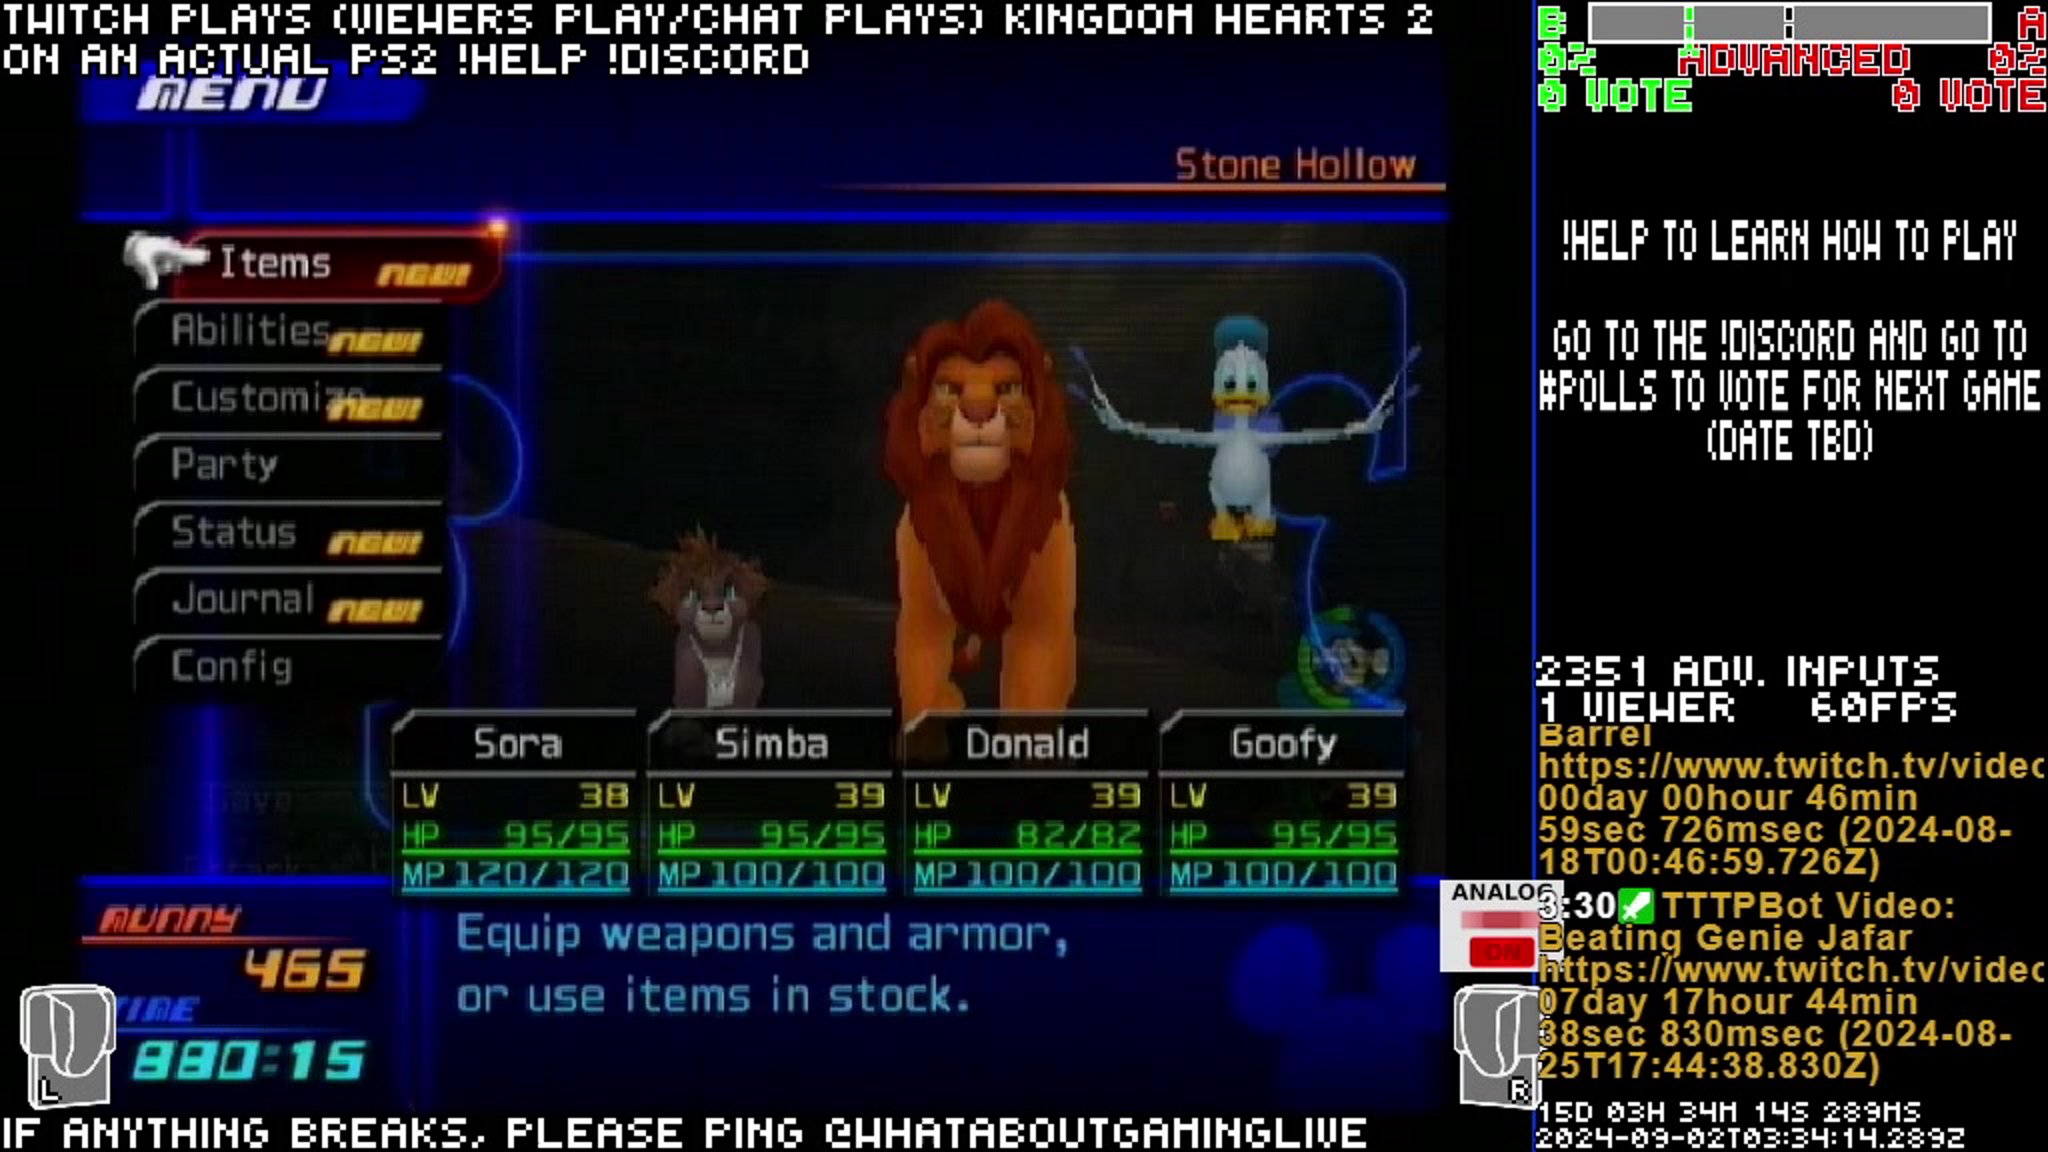 TWITCH PLAYS (VIEWERS PLAY/CHAT PLAYS) KINGDOM HEARTS 2
ON AN ACTUAL PS2 !HELP !DISCORD
MENU
Stone Hollow
Items NEW!
Abilities NEW!
Customize NEW!
Party
Status NEW!
Journal NEW!
Config
Sora
LV 38
HP 95/95
MP 120/120
Simba
LV 39
HP 95/95
MP 100/100
Donald
LV 39
HP 82/82
MP 100/100
Goofy
LV 39
HP 95/95
MP 100/100
MUNNY
465
TIME
880:15
Equip weapons and armor,
or use items in stock.
L
ANALOG
ON
R
IF ANYTHING BREAKS, PLEASE PING @WHATABOUTGAMINGLIVE
B A
0% ADVANCED 0%
0 VOTE 0 VOTE
!HELP TO LEARN HOW TO PLAY
GO TO THE !DISCORD AND GO TO
#POLLS TO VOTE FOR NEXT GAME
(DATE TBD)
2351 ADV. INPUTS
1 VIEWER 60FPS
Barrel
https://www.twitch.tv/videc
00day 00hour 46min
59sec 726msec (2024-08-
18T00:46:59.726Z)
3:30 TTTPBot Video:
Beating Genie Jafar
https://www.twitch.tv/videc
07day 17hour 44min
38sec 830msec (2024-08-
25T17:44:38.830Z)
15D 03H 34M 14S 289MS
2024-09-02T03:34:14.289Z